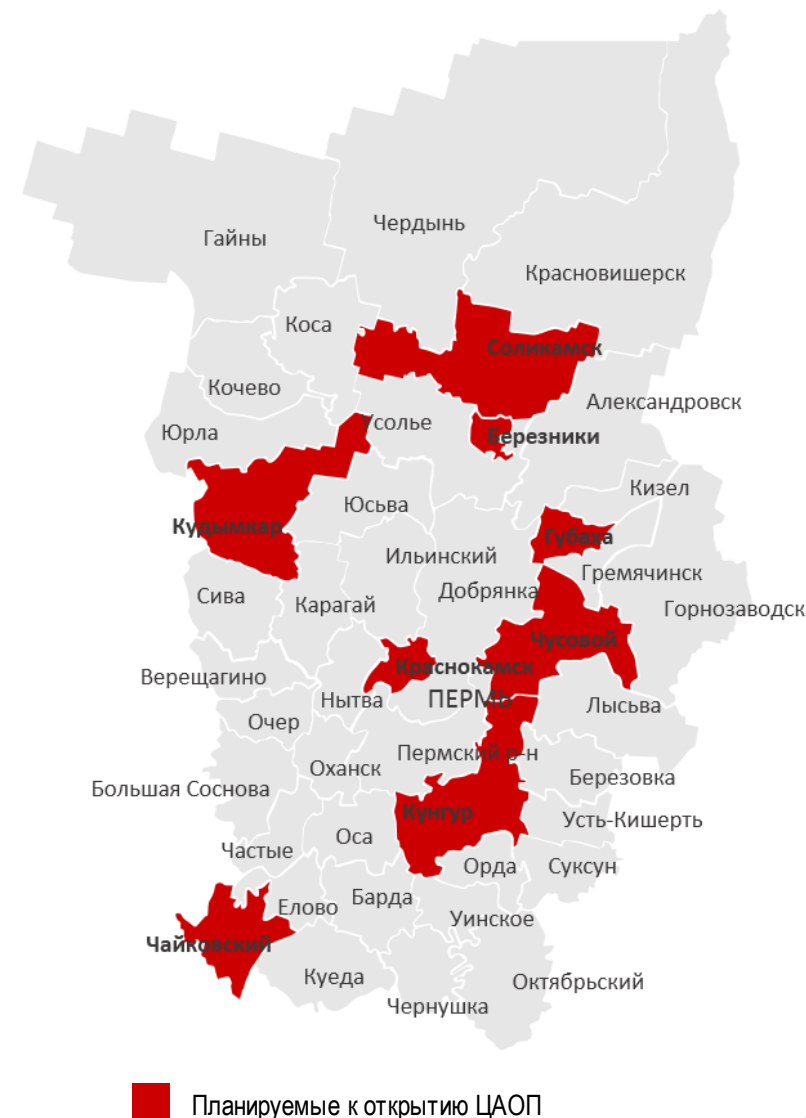 Чердынь
Гайны
Красновишерск
Коса
Соликамск
Кочево
Александровск
Усолье
Юрла
Березники
Кизел
Юсьва
Кудымкар
Губаха
Ильинский
Гремячинск
Добрянка
Сива
Карагай
Горнозаводск
Чусовой
Краснокамск
Верещагино
Нытва
ПЕРМЬ
Лысьва
Очер
Пермский р-н
Оханск
Березовка
Большая Соснова
Кунгур
Усть-Кишерть
Оса
Частые
Орда
Суксун
Барда
Елово
Уинское
Чайковский
Куеда
Октябрьский
Чернушка
Планируемые к открытию ЦАОП